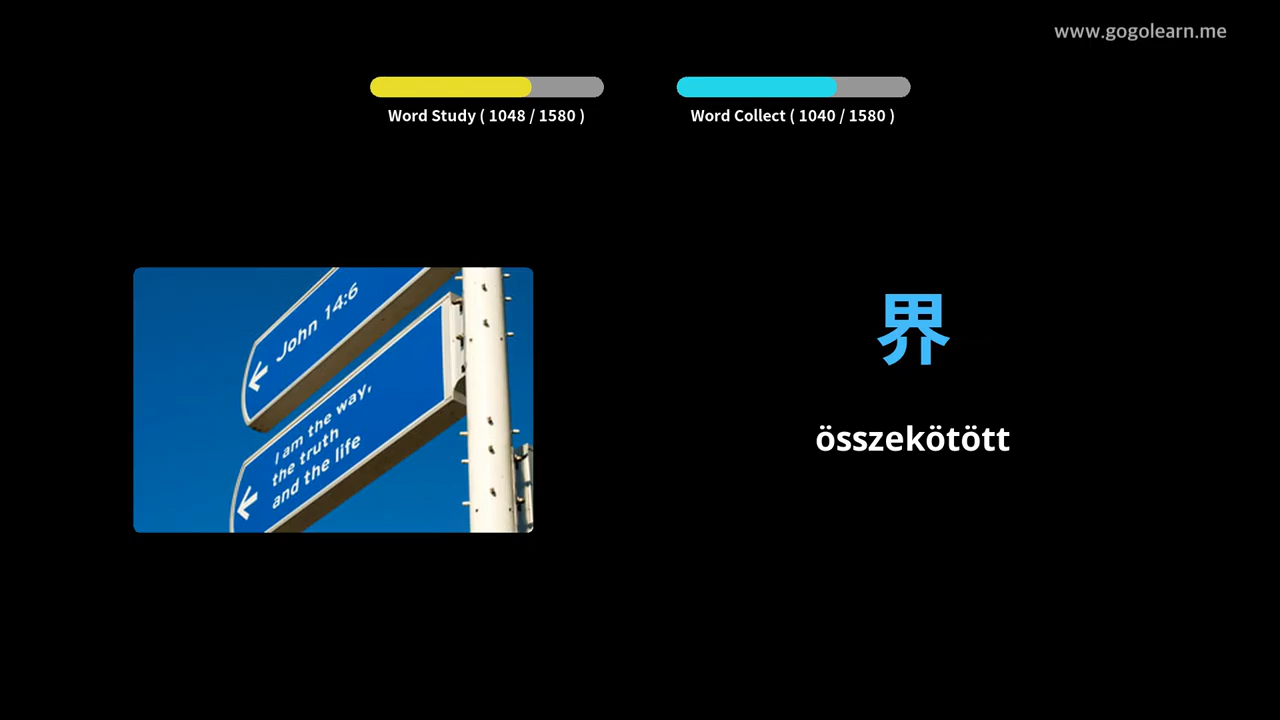 www.gogolearn.me
Word Study ( 1048 / 1580 )
Word Collect ( 1040 / 1580 )
John 14:6
I am the way,
the truth
and the life
界
összekötött